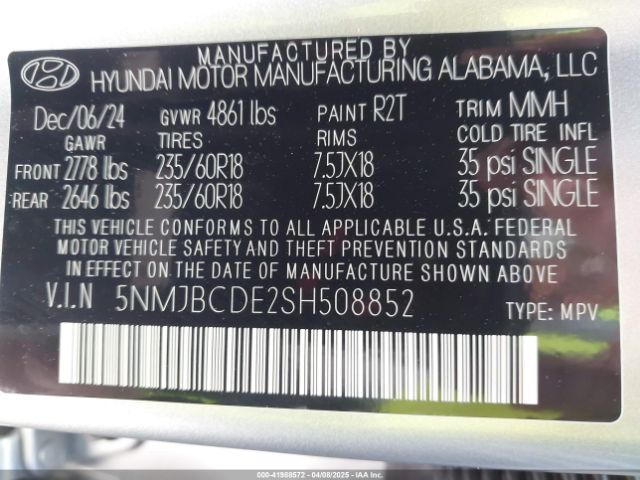 MANUFACTURED BY
HYUNDAI MOTOR MANUFACTURING ALABAMA, LLC
Dec/06/24 GVWR 4861 lbs PAINT R2T TRIM MMH
GAWR TIRES RIMS COLD TIRE INFL
FRONT 2778 lbs 235/60R18 7.5JX18 35 psi SINGLE
REAR 2646 lbs 235/60R18 7.5JX18 35 psi SINGLE
THIS VEHICLE CONFORMS TO ALL APPLICABLE U.S.A. FEDERAL
MOTOR VEHICLE SAFETY AND THEFT PREVENTION STANDARDS
IN EFFECT ON THE DATE OF MANUFACTURE SHOWN ABOVE.
V.I.N 5NMJBCDE2SH508852 TYPE: MPV
000-41988572 04/08/2025 IAA Inc.